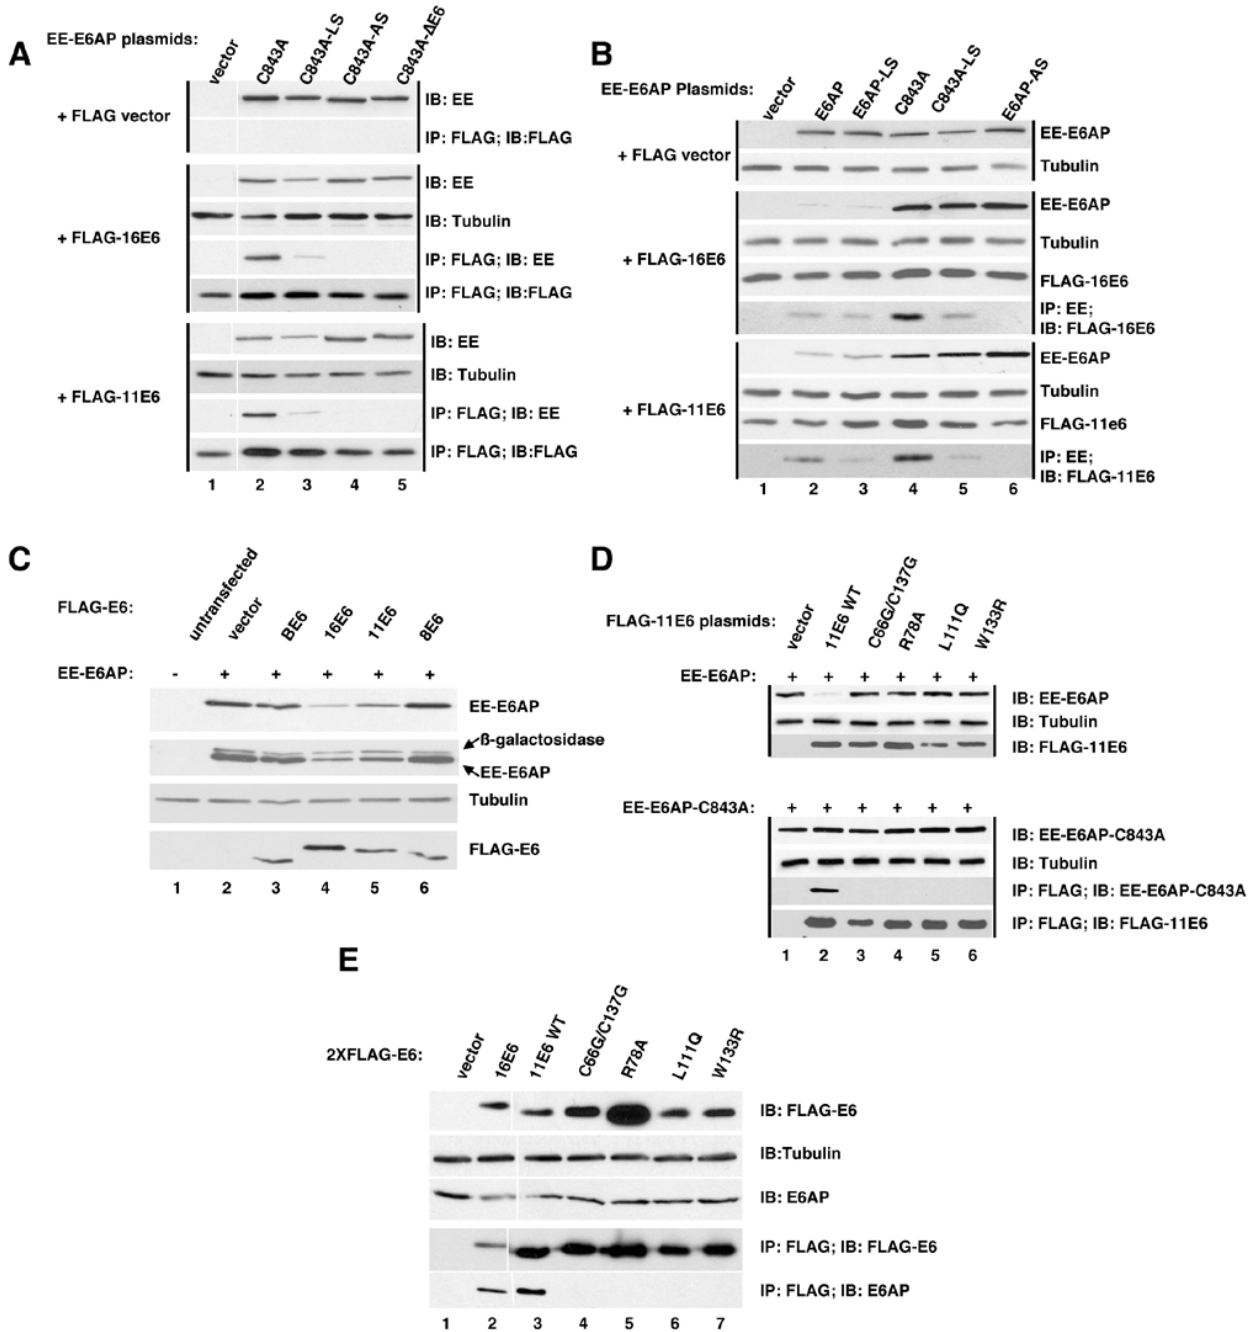 A
EE-E6AP plasmids:
vector
C843A
C843A-LS
C843A-AS
C843A-ΔE6
+ FLAG vector
IB: EE
IP: FLAG; IB:FLAG
+ FLAG-16E6
IB: EE
IB: Tubulin
IP: FLAG; IB: EE
IP: FLAG; IB:FLAG
+ FLAG-11E6
IB: EE
IB: Tubulin
IP: FLAG; IB: EE
IP: FLAG; IB:FLAG
1 2 3 4 5
B
EE-E6AP Plasmids:
vector
E6AP
E6AP-LS
C843A
C843A-LS
E6AP-AS
+ FLAG vector
EE-E6AP
Tubulin
+ FLAG-16E6
EE-E6AP
Tubulin
FLAG-16E6
IP: EE;
IB: FLAG-16E6
+ FLAG-11E6
EE-E6AP
Tubulin
FLAG-11e6
IP: EE;
IB: FLAG-11E6
1 2 3 4 5 6
C
FLAG-E6:
untransfected
vector
BE6
16E6
11E6
8E6
EE-E6AP: - + + + + +
EE-E6AP
ß-galactosidase
EE-E6AP
Tubulin
FLAG-E6
1 2 3 4 5 6
D
FLAG-11E6 plasmids:
vector
11E6 WT
C66G/C137G
R78A
L111Q
W133R
EE-E6AP: + + + + + +
IB: EE-E6AP
IB: Tubulin
IB: FLAG-11E6
EE-E6AP-C843A: + + + + + +
IB: EE-E6AP-C843A
IB: Tubulin
IP: FLAG; IB: EE-E6AP-C843A
IP: FLAG; IB: FLAG-11E6
1 2 3 4 5 6
E
2XFLAG-E6:
vector
16E6
11E6 WT
C66G/C137G
R78A
L111Q
W133R
IB: FLAG-E6
IB:Tubulin
IB: E6AP
IP: FLAG; IB: FLAG-E6
IP: FLAG; IB: E6AP
1 2 3 4 5 6 7